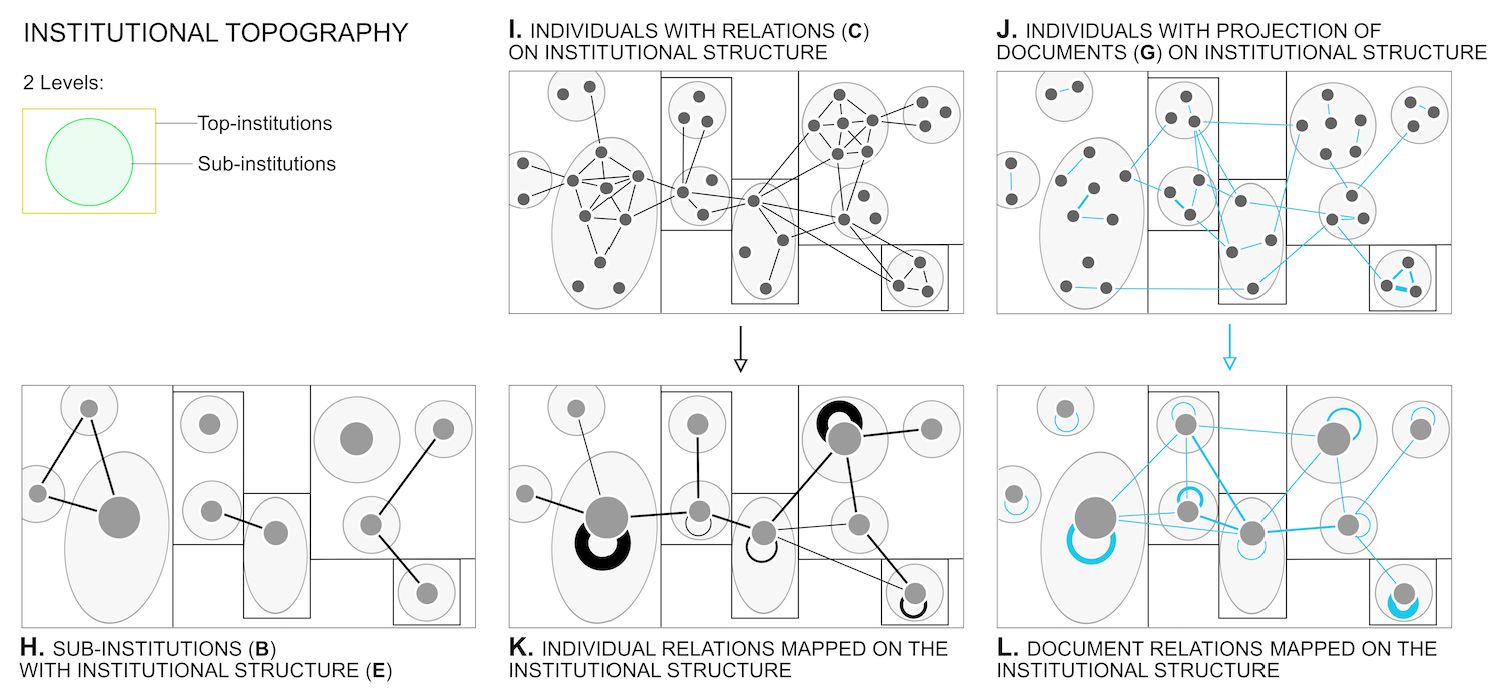 INSTITUTIONAL TOPOGRAPHY
2 Levels:
Top-institutions
Sub-institutions
I. INDIVIDUALS WITH RELATIONS (C)
ON INSTITUTIONAL STRUCTURE
J. INDIVIDUALS WITH PROJECTION OF
DOCUMENTS (G) ON INSTITUTIONAL STRUCTURE
H. SUB-INSTITUTIONS (B)
WITH INSTITUTIONAL STRUCTURE (E)
K. INDIVIDUAL RELATIONS MAPPED ON THE
INSTITUTIONAL STRUCTURE
L. DOCUMENT RELATIONS MAPPED ON THE
INSTITUTIONAL STRUCTURE